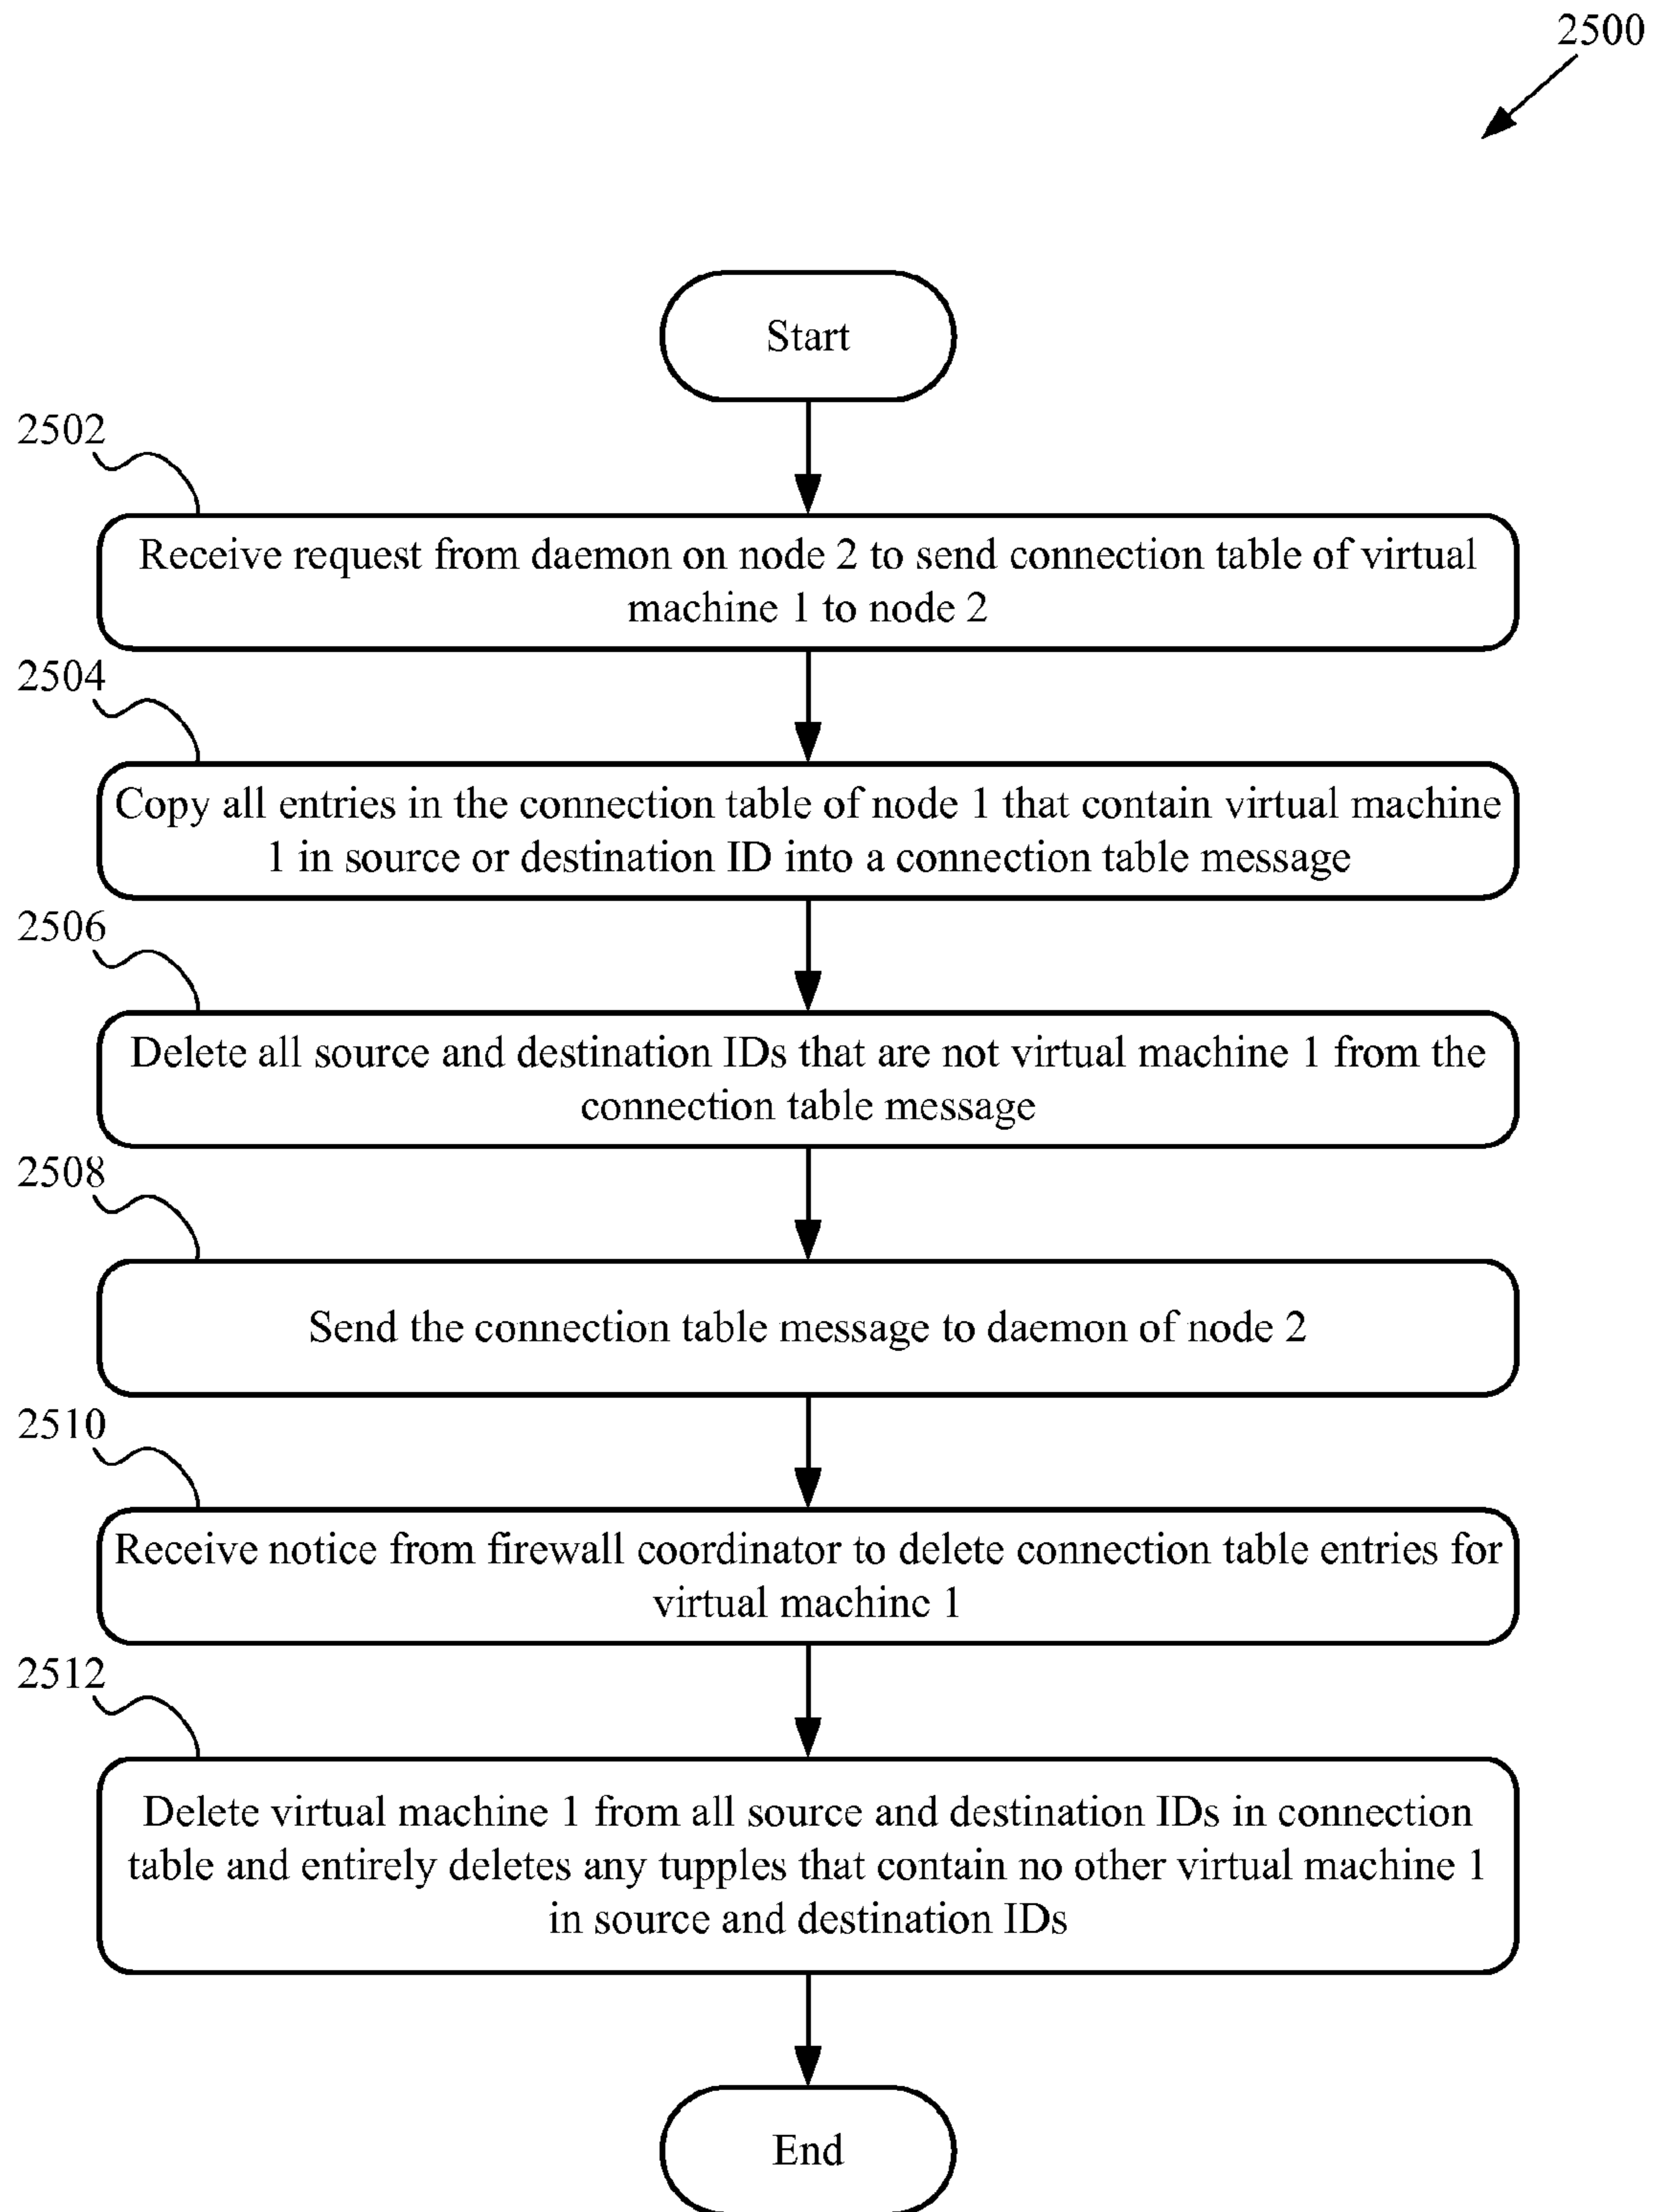 2500
Start
2502
Receive request from daemon on node 2 to send connection table of virtual
machine 1 to node 2
2504
Copy all entries in the connection table of node 1 that contain virtual machine
1 in source or destination ID into a connection table message
2506
Delete all source and destination IDs that are not virtual machine 1 from the
connection table message
2508
Send the connection table message to daemon of node 2
2510
Receive notice from firewall coordinator to delete connection table entries for
virtual machine 1
2512
Delete virtual machine 1 from all source and destination IDs in connection
table and entirely deletes any tupples that contain no other virtual machine 1
in source and destination IDs
End